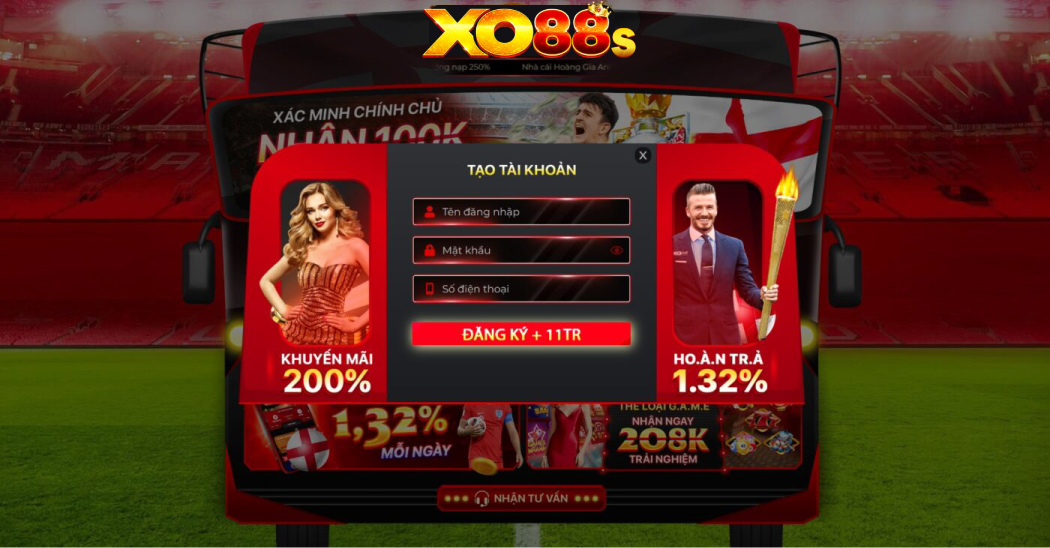 XO88s
nạp 250%
Nhà cái Hoàng Gia
XÁC MINH CHÍNH CHỦ
NHẬN 100K
X
TẠO TÀI KHOẢN
Tên đăng nhập
Mật khẩu
Số điện thoại
ĐĂNG KÝ + 11TR
KHUYẾN MÃI
200%
HO.À.N TR.Ả
1.32%
1,32%
MỖI NGÀY
THỂ LOẠI G.A.M.E
NHẬN NGAY
208K
TRẢI NGHIỆM
NHẬN TƯ VẤN